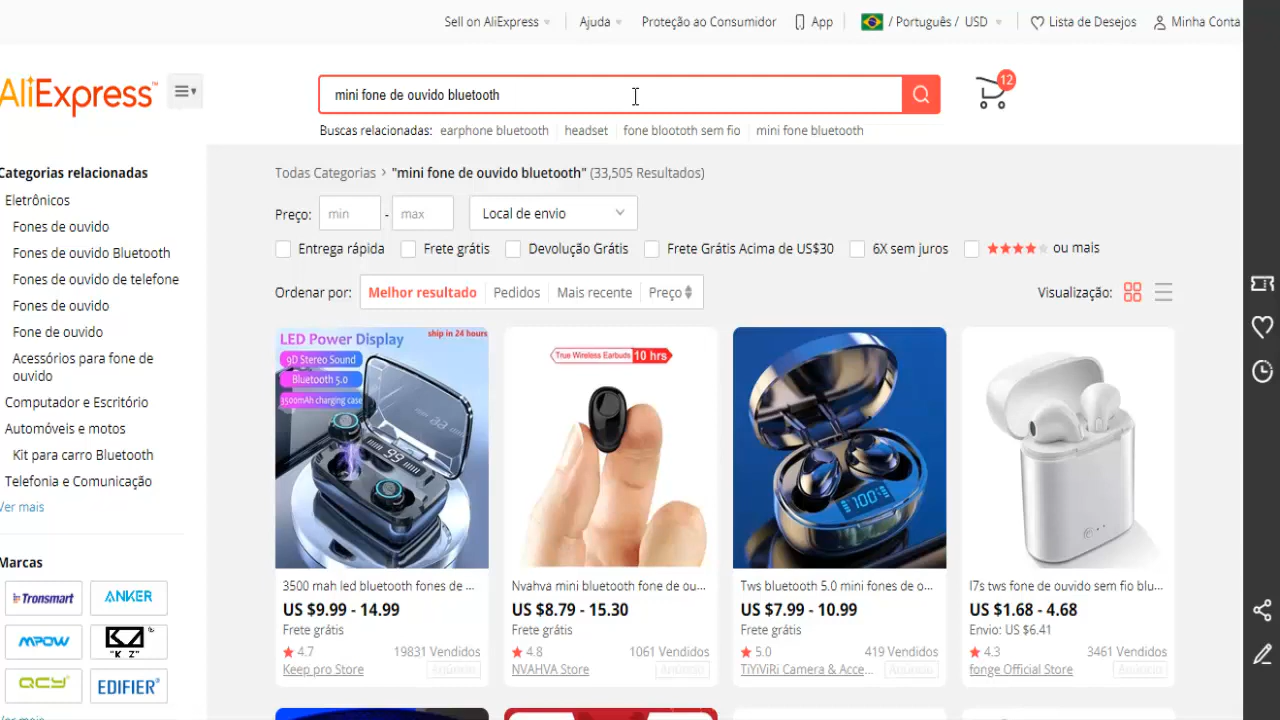 Sell on AliExpress
Ajuda
Proteção ao Consumidor
App
/ Português / USD
Lista de Desejos
Minha Conta
AliExpress™
mini fone de ouvido bluetooth
12
Buscas relacionadas: earphone bluetooth headset fone bloototh sem fio mini fone bluetooth
Categorias relacionadas
Eletrônicos
Fones de ouvido
Fones de ouvido Bluetooth
Fones de ouvido de telefone
Fones de ouvido
Fone de ouvido
Acessórios para fone de
ouvido
Computador e Escritório
Automóveis e motos
Kit para carro Bluetooth
Telefonia e Comunicação
Ver mais
Marcas
Tronsmart
ANKER
MPOW
KZ
"K Z"
QCY
EDIFIER
Ver mais
Todas Categorias > "mini fone de ouvido bluetooth" (33,505 Resultados)
Preço: min - max Local de envio
Entrega rápida Frete grátis Devolução Grátis Frete Grátis Acima de US$30 6X sem juros ou mais
Ordenar por: Melhor resultado Pedidos Mais recente Preço
Visualização:
LED Power Display
ship in 24 hours
9D Stereo Sound
Bluetooth 5.0
3500mAh charging case
99
3500 mah led bluetooth fones de ...
US $9.99 - 14.99
Frete grátis
4.7 19831 Vendidos
Keep pro Store Anúncio
True Wireless Earbuds 10 hrs
Nvahva mini bluetooth fone de ou...
US $8.79 - 15.30
Frete grátis
4.8 1061 Vendidos
NVAHVA Store Anúncio
100
Tws bluetooth 5.0 mini fones de o...
US $7.99 - 10.99
Frete grátis
5.0 419 Vendidos
TiYiViRi Camera & Acce... Anúncio
I7s tws fone de ouvido sem fio blu...
US $1.68 - 4.68
Envio: US $6.41
4.3 3461 Vendidos
fonge Official Store Anúncio